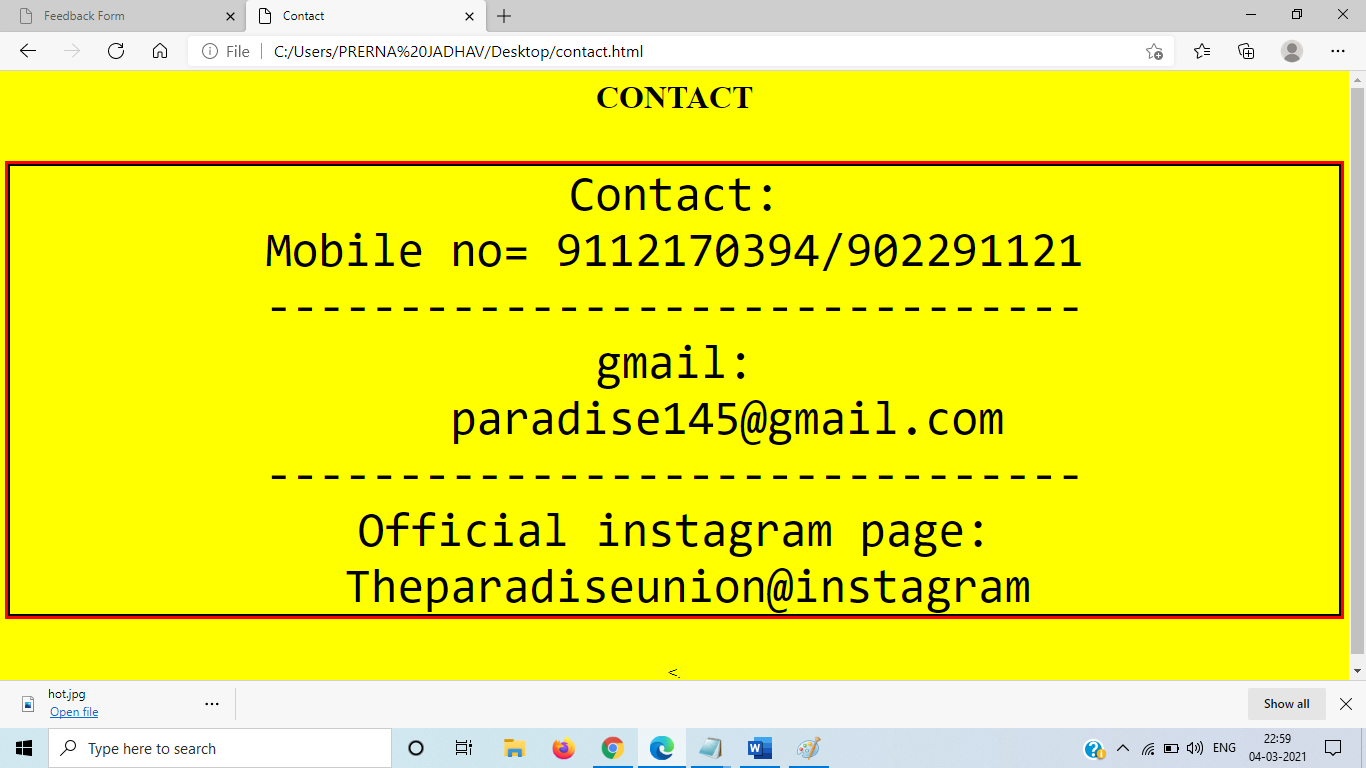 Feedback Form
Contact
File
C:/Users/PRERNA%20JADHAV/Desktop/contact.html
CONTACT
Contact:
Mobile no= 9112170394/902291121
-------------------------------
gmail:
paradise145@gmail.com
-------------------------------
Official instagram page:
Theparadiseunion@instagram
<.
hot.jpg
Open file
Show all
Type here to search
ENG
22:59
04-03-2021